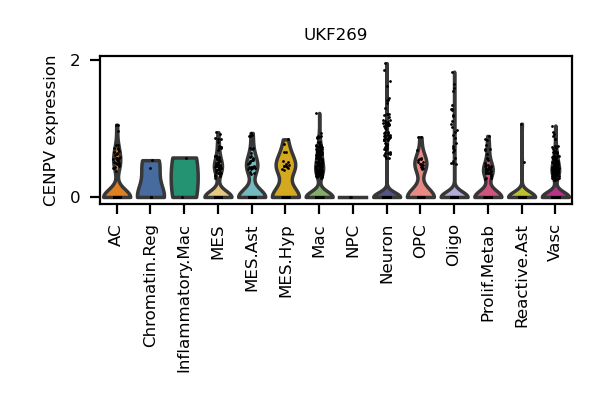 UKF269
CENPV expression
2
0
AC
Chromatin.Reg
Inflammatory.Mac
MES
MES.Ast
MES.Hyp
Mac
NPC
Neuron
OPC
Oligo
Prolif.Metab
Reactive.Ast
Vasc